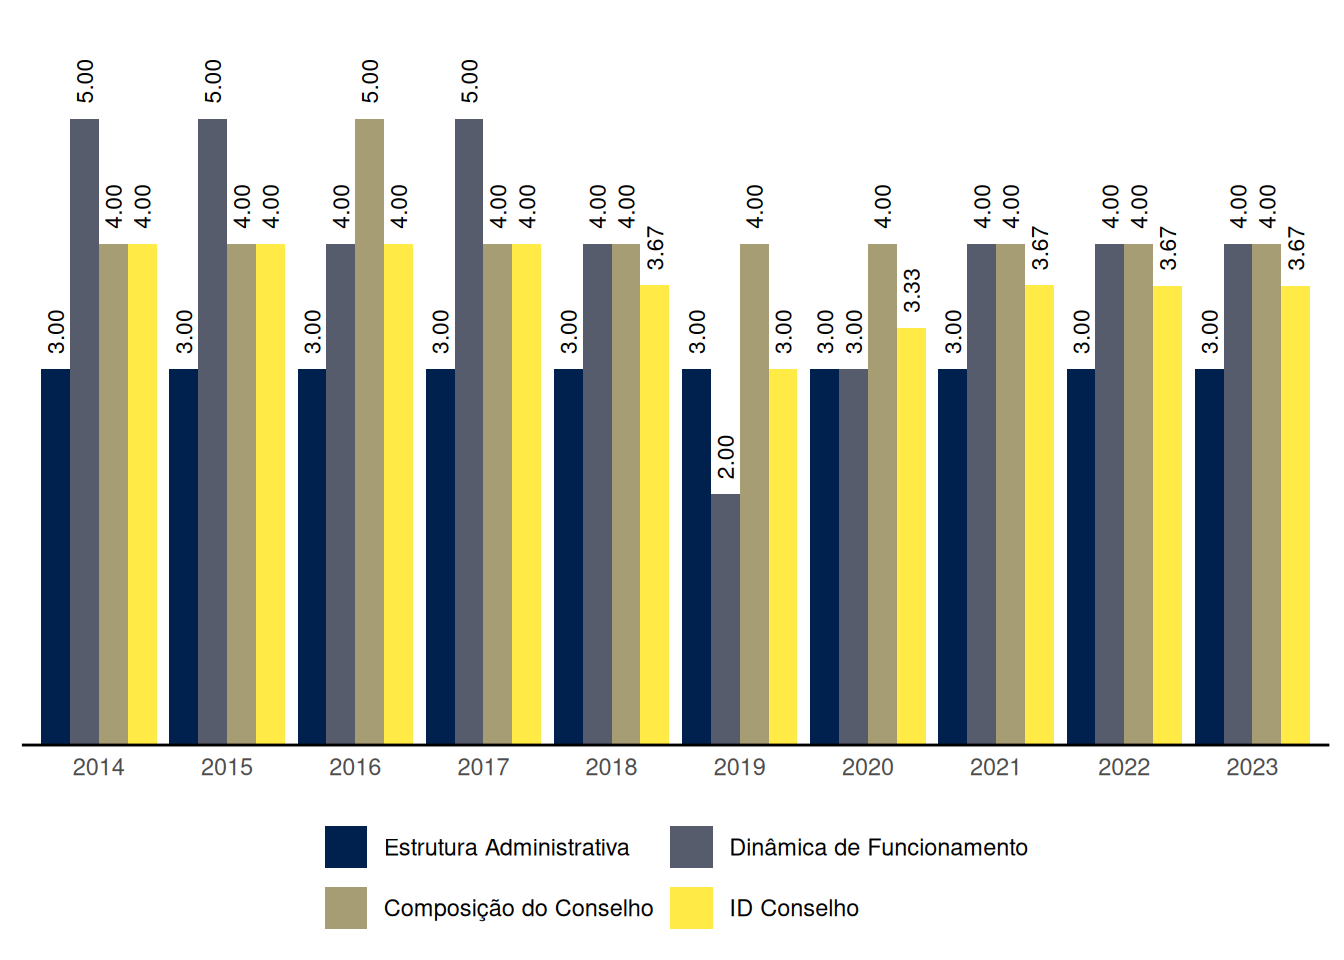 5.00 5.00 5.00 5.00
4.00 4.00 4.00 4.00 4.00 4.00 4.00 4.00 4.00 4.00 4.00 4.00 4.00 4.00 4.00 4.00 4.00 4.00
3.67 3.67 3.67 3.67
3.33
3.00 3.00 3.00 3.00 3.00 3.00 3.00 3.00 3.00 3.00 3.00 3.00
2.00
2014 2015 2016 2017 2018 2019 2020 2021 2022 2023
Estrutura Administrativa Dinâmica de Funcionamento
Composição do Conselho ID Conselho